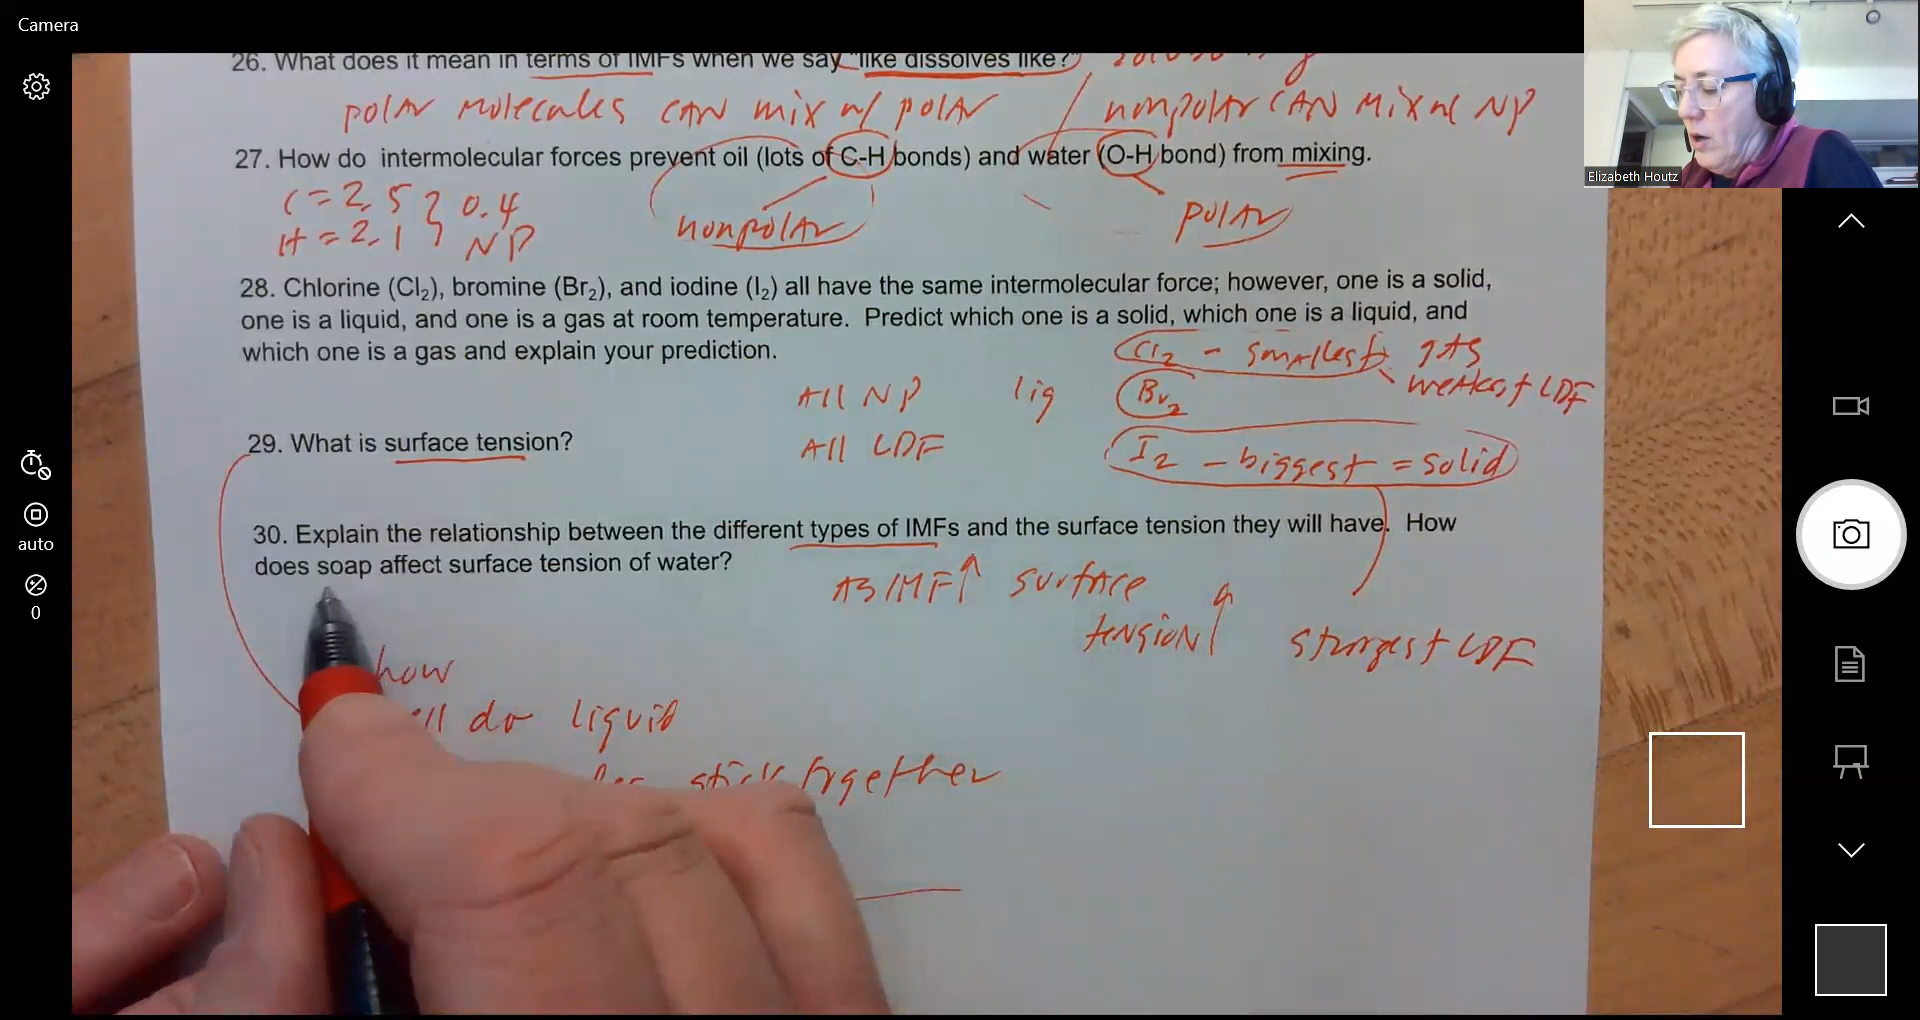 Camera
26. What does it mean in terms of IMFs when we say "like dissolves like?"
polar molecules can mix w/ polar / nonpolar can mix w/ NP
27. How do intermolecular forces prevent oil (lots of C-H bonds) and water (O-H bond) from mixing.
Elizabeth Houtz
C = 2.5 } 0.4
H = 2.1 } NP
nonpolar
polar
28. Chlorine (Cl₂), bromine (Br₂), and iodine (I₂) all have the same intermolecular force; however, one is a solid,
one is a liquid, and one is a gas at room temperature. Predict which one is a solid, which one is a liquid, and
which one is a gas and explain your prediction.
Cl₂ - smallest gas
weakest LDF
All NP
liq Br₂
29. What is surface tension?
All LDF
I₂ - biggest = solid
auto
0
30. Explain the relationship between the different types of IMFs and the surface tension they will have. How
does soap affect surface tension of water?
As IMF↑ surface
tension↑
strongest LDF
how
do liquid
stick together